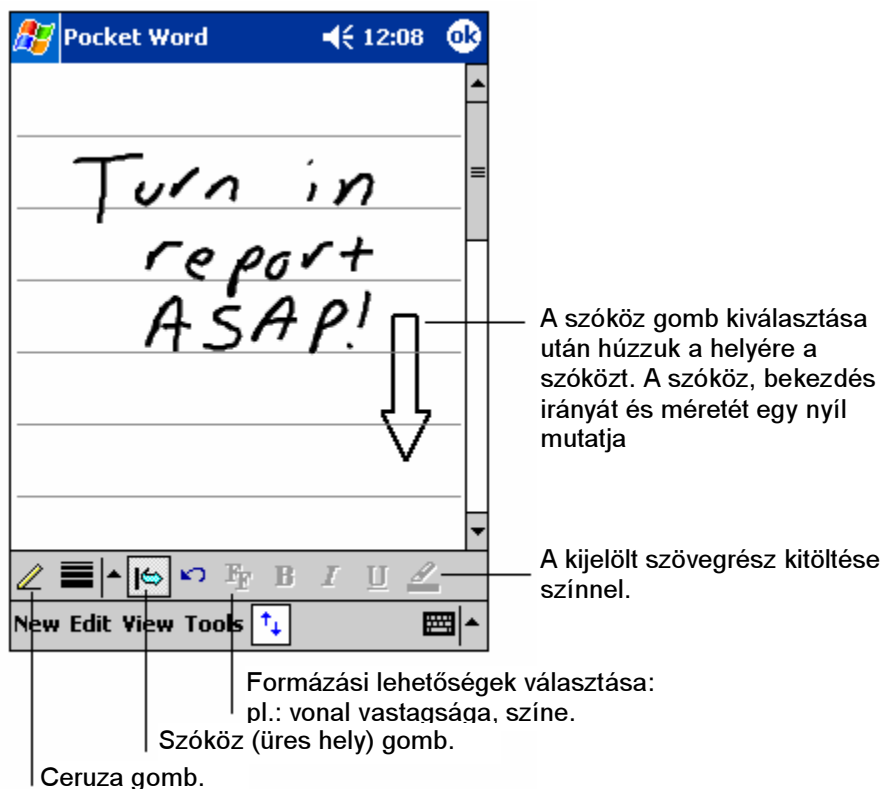 Pocket Word 12:08 ok
Turn in
report
ASAP!
A szóköz gomb kiválasztása
után húzzuk a helyére a
szóközt. A szóköz, bekezdés
irányát és méretét egy nyíl
mutatja
A kijelölt szövegrész kitöltése
színnel.
FF B I U
New Edit View Tools
Formázási lehetőségek választása:
pl.: vonal vastagsága, színe.
Szóköz (üres hely) gomb.
Ceruza gomb.